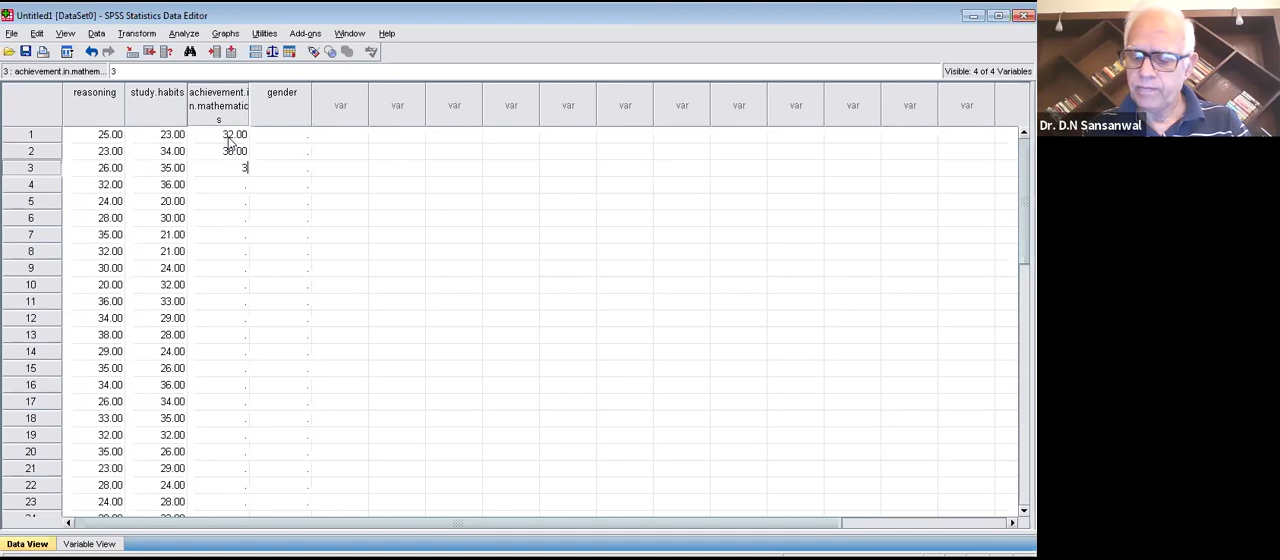 Untitled1 [DataSet0] - SPSS Statistics Data Editor
File Edit View Data Transform Analyze Graphs Utilities Add-ons Window Help
3 : achievement.in.mathem... 3 Visible: 4 of 4 Variables
reasoning study.habits achievement.i gender var var var var var var var var var var var var
n.mathematic
s
1 25.00 23.00 32.00 .
2 23.00 34.00 .
3 26.00 35.00 3 .
4 32.00 36.00 . .
5 24.00 20.00 . .
6 28.00 30.00 . .
7 35.00 21.00 . .
8 32.00 21.00 . .
9 30.00 24.00 . .
10 20.00 32.00 . .
11 36.00 33.00 . .
12 34.00 29.00 . .
13 38.00 28.00 . .
14 29.00 24.00 . .
15 35.00 26.00 . .
16 34.00 36.00 . .
17 26.00 34.00 . .
18 33.00 35.00 . .
19 32.00 32.00 . .
20 35.00 26.00 . .
21 23.00 29.00 . .
22 28.00 24.00 . .
23 24.00 28.00 . .
Data View Variable View
Dr. D.N Sansanwal